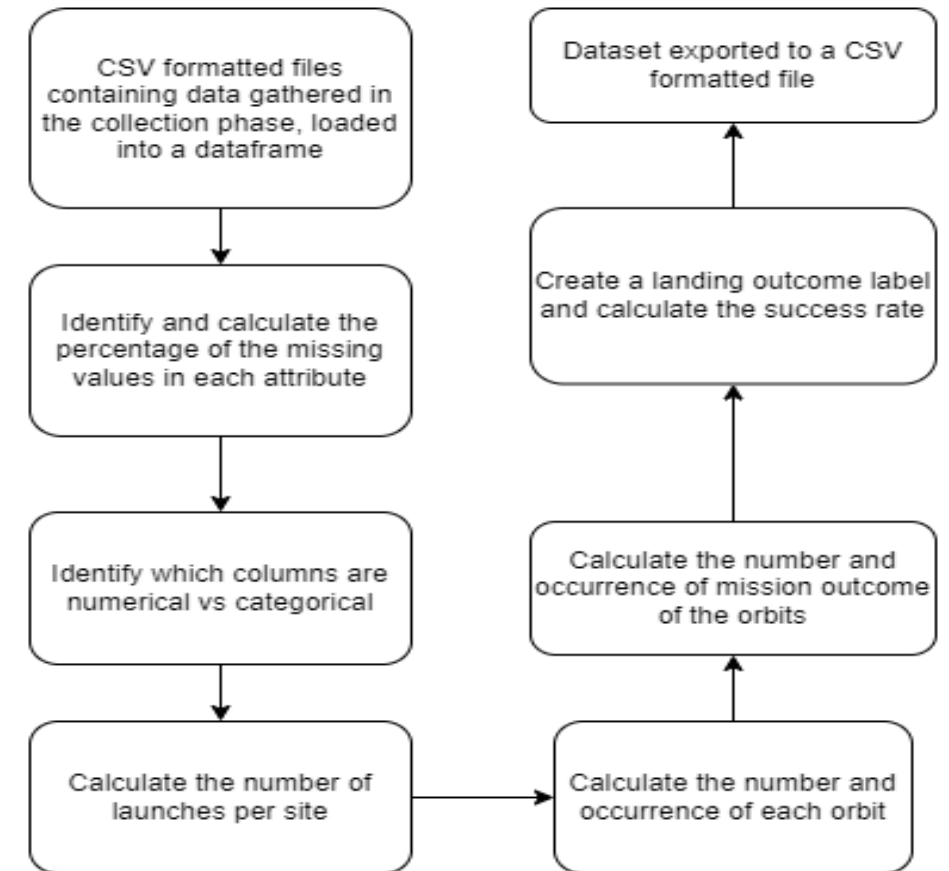 CSV formatted files
containing data gathered in
the collection phase, loaded
into a dataframe
Identify and calculate the
percentage of the missing
values in each attribute
Identify which columns are
numerical vs categorical
Calculate the number of
launches per site
Calculate the number and
occurrence of each orbit
Calculate the number and
occurrence of mission outcome
of the orbits
Create a landing outcome label
and calculate the success rate
Dataset exported to a CSV
formatted file